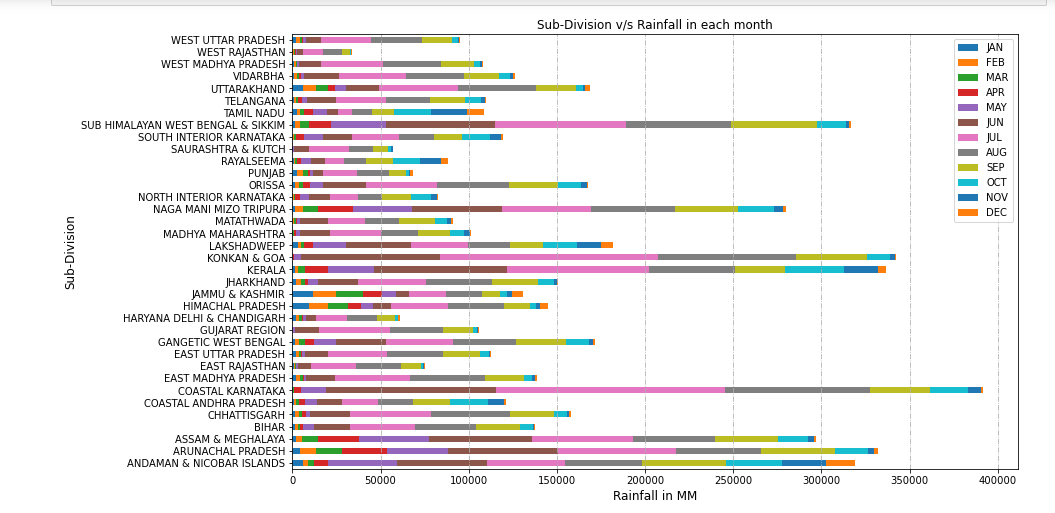 Sub-Division v/s Rainfall in each month
WEST UTTAR PRADESH
WEST RAJASTHAN
WEST MADHYA PRADESH
VIDARBHA
UTTARAKHAND
TELANGANA
TAMIL NADU
SUB HIMALAYAN WEST BENGAL & SIKKIM
SOUTH INTERIOR KARNATAKA
SAURASHTRA & KUTCH
RAYALSEEMA
PUNJAB
ORISSA
NORTH INTERIOR KARNATAKA
NAGA MANI MIZO TRIPURA
MATATHWADA
MADHYA MAHARASHTRA
LAKSHADWEEP
KONKAN & GOA
KERALA
JHARKHAND
JAMMU & KASHMIR
HIMACHAL PRADESH
HARYANA DELHI & CHANDIGARH
GUJARAT REGION
GANGETIC WEST BENGAL
EAST UTTAR PRADESH
EAST RAJASTHAN
EAST MADHYA PRADESH
COASTAL KARNATAKA
COASTAL ANDHRA PRADESH
CHHATTISGARH
BIHAR
ASSAM & MEGHALAYA
ARUNACHAL PRADESH
ANDAMAN & NICOBAR ISLANDS
Sub-Division
JAN
FEB
MAR
APR
MAY
JUN
JUL
AUG
SEP
OCT
NOV
DEC
0 50000 100000 150000 200000 250000 300000 350000 400000
Rainfall in MM